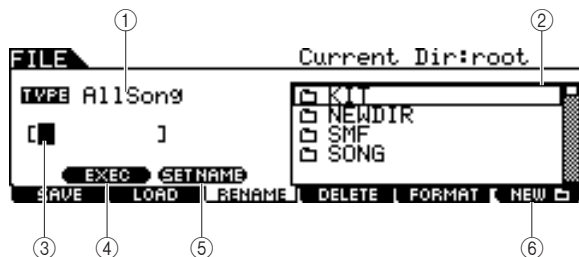 ① ②
FILE Current Dir:root
TYPE AllSong
[ ]
KIT
NEWDIR
SMF
SONG
EXEC SET NAME
SAVE LOAD RENAME DELETE FORMAT NEW
③ ④ ⑤ ⑥